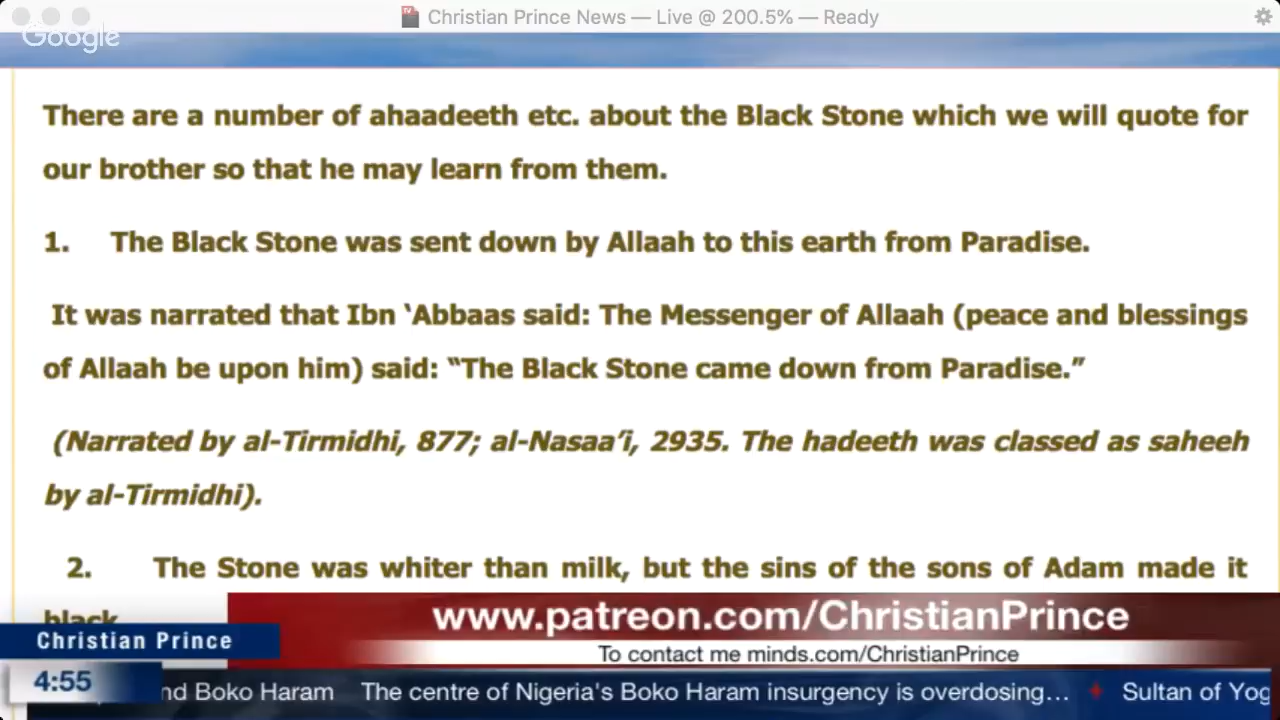 Christian Prince News — Live @ 200.5% — Ready
Google
There are a number of ahaadeeth etc. about the Black Stone which we will quote for
our brother so that he may learn from them.
1. The Black Stone was sent down by Allaah to this earth from Paradise.
It was narrated that Ibn ‘Abbaas said: The Messenger of Allaah (peace and blessings
of Allaah be upon him) said: “The Black Stone came down from Paradise.”
(Narrated by al-Tirmidhi, 877; al-Nasaa’i, 2935. The hadeeth was classed as saheeh
by al-Tirmidhi).
2. The Stone was whiter than milk, but the sins of the sons of Adam made it
black
www.patreon.com/ChristianPrince
Christian Prince
To contact me minds.com/ChristianPrince
4:55
nd Boko Haram The centre of Nigeria's Boko Haram insurgency is overdosing... Sultan of Yog